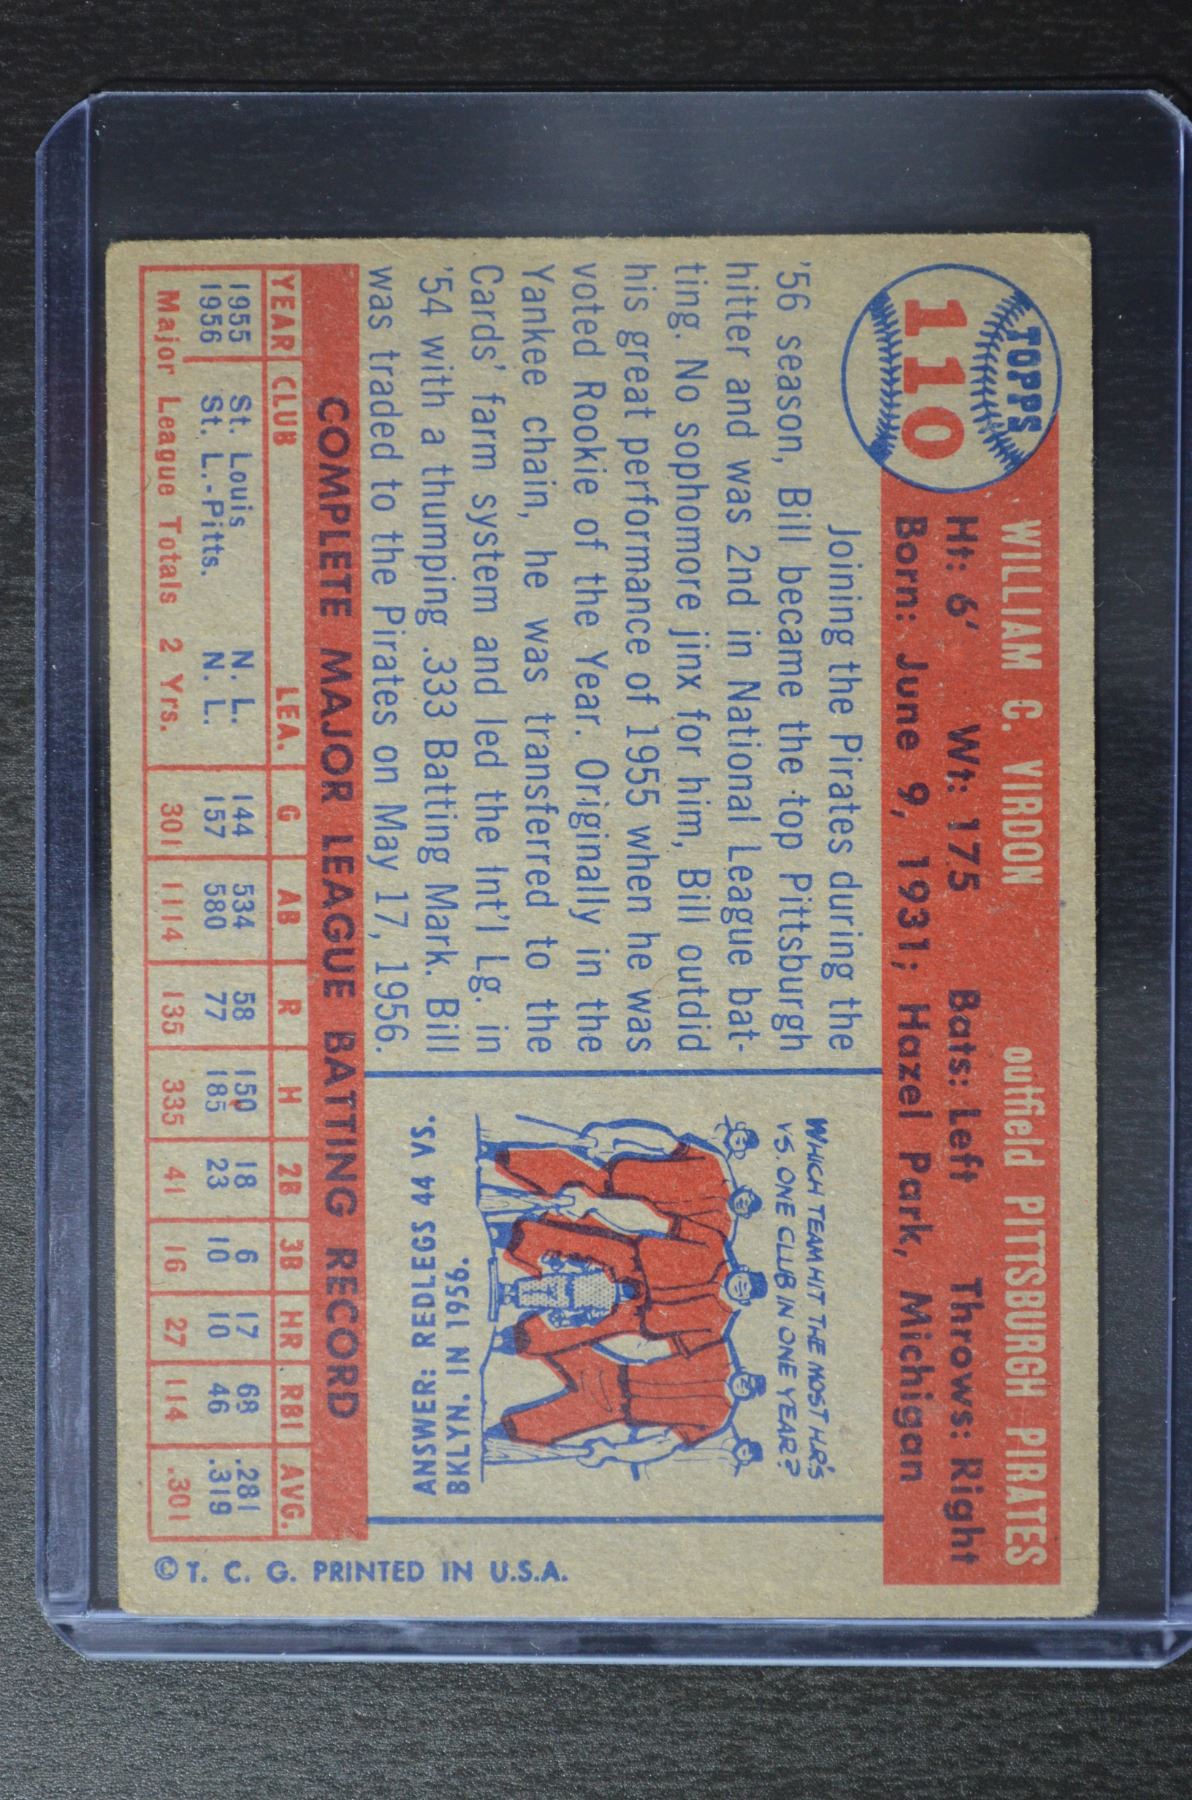 TOPPS
110
WILLIAM C. VIRDON outfield PITTSBURGH PIRATES
Ht: 6' Wt: 175 Bats: Left Throws: Right
Born: June 9, 1931; Hazel Park, Michigan
Joining the Pirates during the
'56 season, Bill became the top Pittsburgh
hitter and was 2nd in National League bat-
ting. No sophomore jinx for him, Bill outdid
his great performance of 1955 when he was
voted Rookie of the Year. Originally in the
Yankee chain, he was transferred to the
Cards' farm system and led the Int'l Lg. in
'54 with a thumping .333 Batting Mark. Bill
was traded to the Pirates on May 17, 1956.
WHICH TEAM HIT THE MOST H.R'S
VS. ONE CLUB IN ONE YEAR?
ANSWER: REDLEGS 44 VS.
BKLYN. IN 1956.
COMPLETE MAJOR LEAGUE BATTING RECORD
YEAR CLUB LEA. G AB R H 2B 3B HR RBI AVG.
1955 St. Louis N. L. 144 534 58 150 18 6 17 68 .281
1956 St. L.-Pitts. N. L. 157 580 77 185 23 10 10 46 .319
Major League Totals 2 Yrs. 301 1114 135 335 41 16 27 114 .301
© T. C. G. PRINTED IN U.S.A.